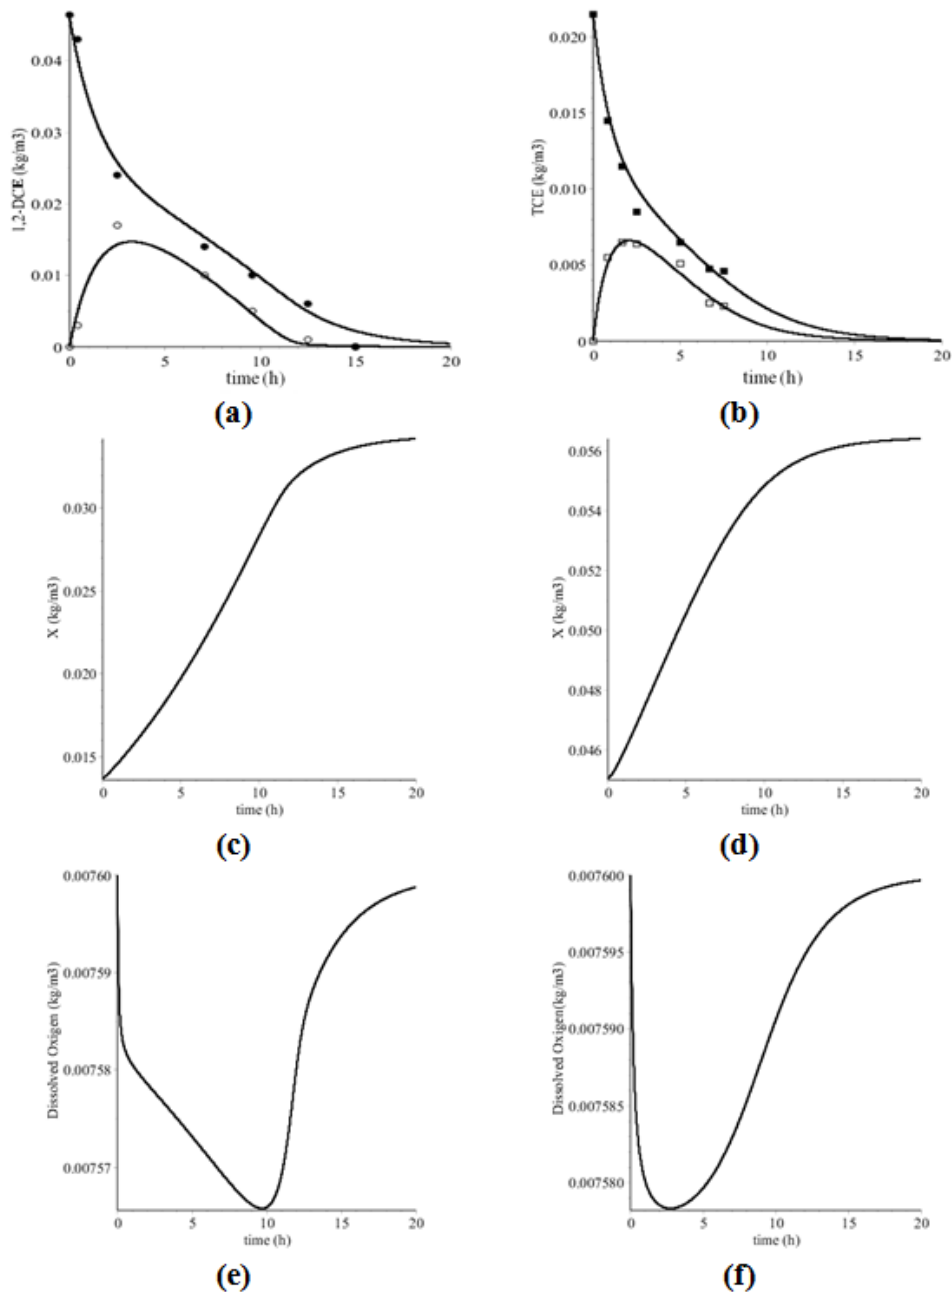 0.04
0.03
0.02
0.01
0
1,2-DCE (kg/m3)
0 5 10 15 20
time (h)
(a)
0.020
0.015
0.010
0.005
0
TCE (kg/m3)
0 5 10 15 20
time (h)
(b)
0.030
0.025
0.020
0.015
X (kg/m3)
0 5 10 15 20
time (h)
(c)
0.056
0.054
0.052
0.050
0.048
0.046
X (kg/m3)
0 5 10 15 20
time (h)
(d)
0.00760
0.00759
0.00758
0.00757
Dissolved Oxigen (kg/m3)
0 5 10 15 20
time (h)
(e)
0.007600
0.007595
0.007590
0.007585
0.007580
Dissolved Oxigen(kg/m3)
0 5 10 15 20
time (h)
(f)